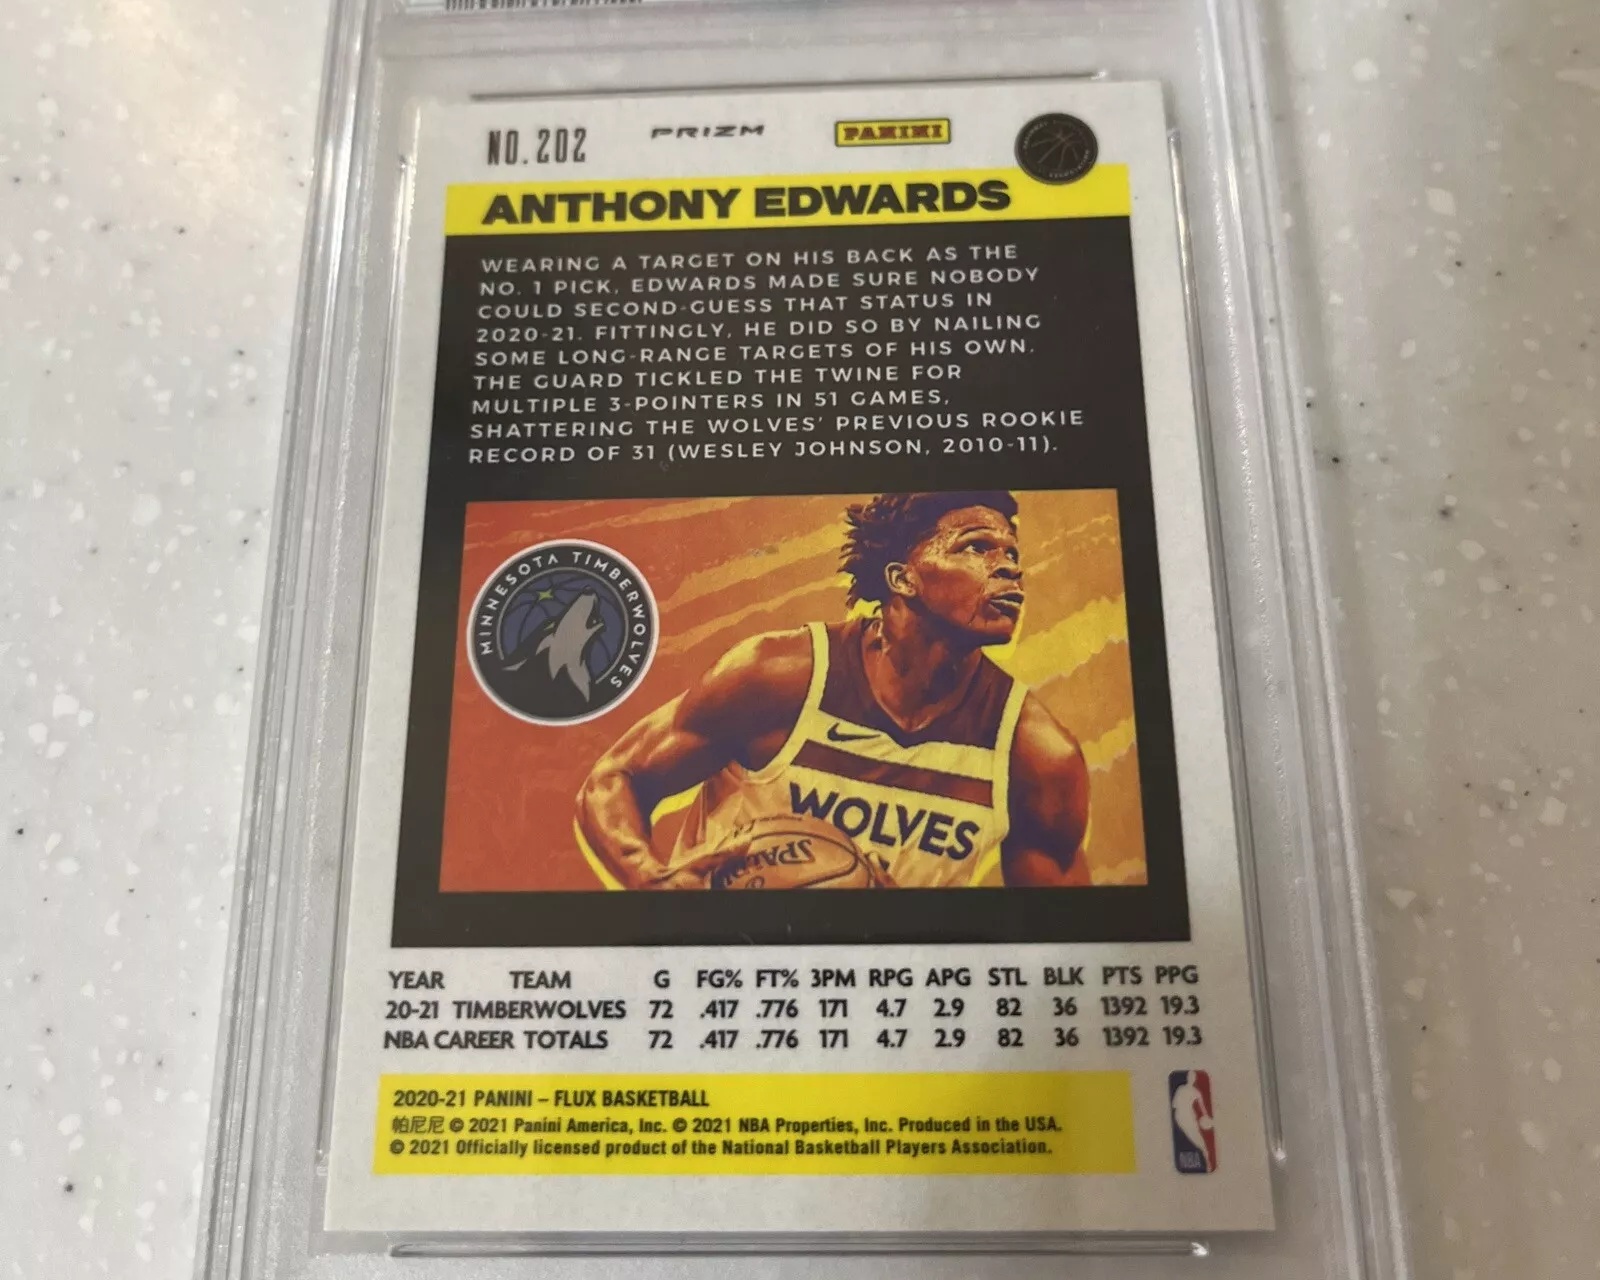 NO. 202 PRIZM PANINI
ANTHONY EDWARDS
WEARING A TARGET ON HIS BACK AS THE
NO. 1 PICK, EDWARDS MADE SURE NOBODY
COULD SECOND-GUESS THAT STATUS IN
2020-21. FITTINGLY, HE DID SO BY NAILING
SOME LONG-RANGE TARGETS OF HIS OWN.
THE GUARD TICKLED THE TWINE FOR
MULTIPLE 3-POINTERS IN 51 GAMES,
SHATTERING THE WOLVES' PREVIOUS ROOKIE
RECORD OF 31 (WESLEY JOHNSON, 2010-11).
MINNESOTA TIMBERWOLVES
WOLVES
SPALDING
YEAR TEAM G FG% FT% 3PM RPG APG STL BLK PTS PPG
20-21 TIMBERWOLVES 72 .417 .776 171 4.7 2.9 82 36 1392 19.3
NBA CAREER TOTALS 72 .417 .776 171 4.7 2.9 82 36 1392 19.3
2020-21 PANINI – FLUX BASKETBALL
帕尼尼 © 2021 Panini America, Inc. © 2021 NBA Properties, Inc. Produced in the USA.
© 2021 Officially licensed product of the National Basketball Players Association.
NBA